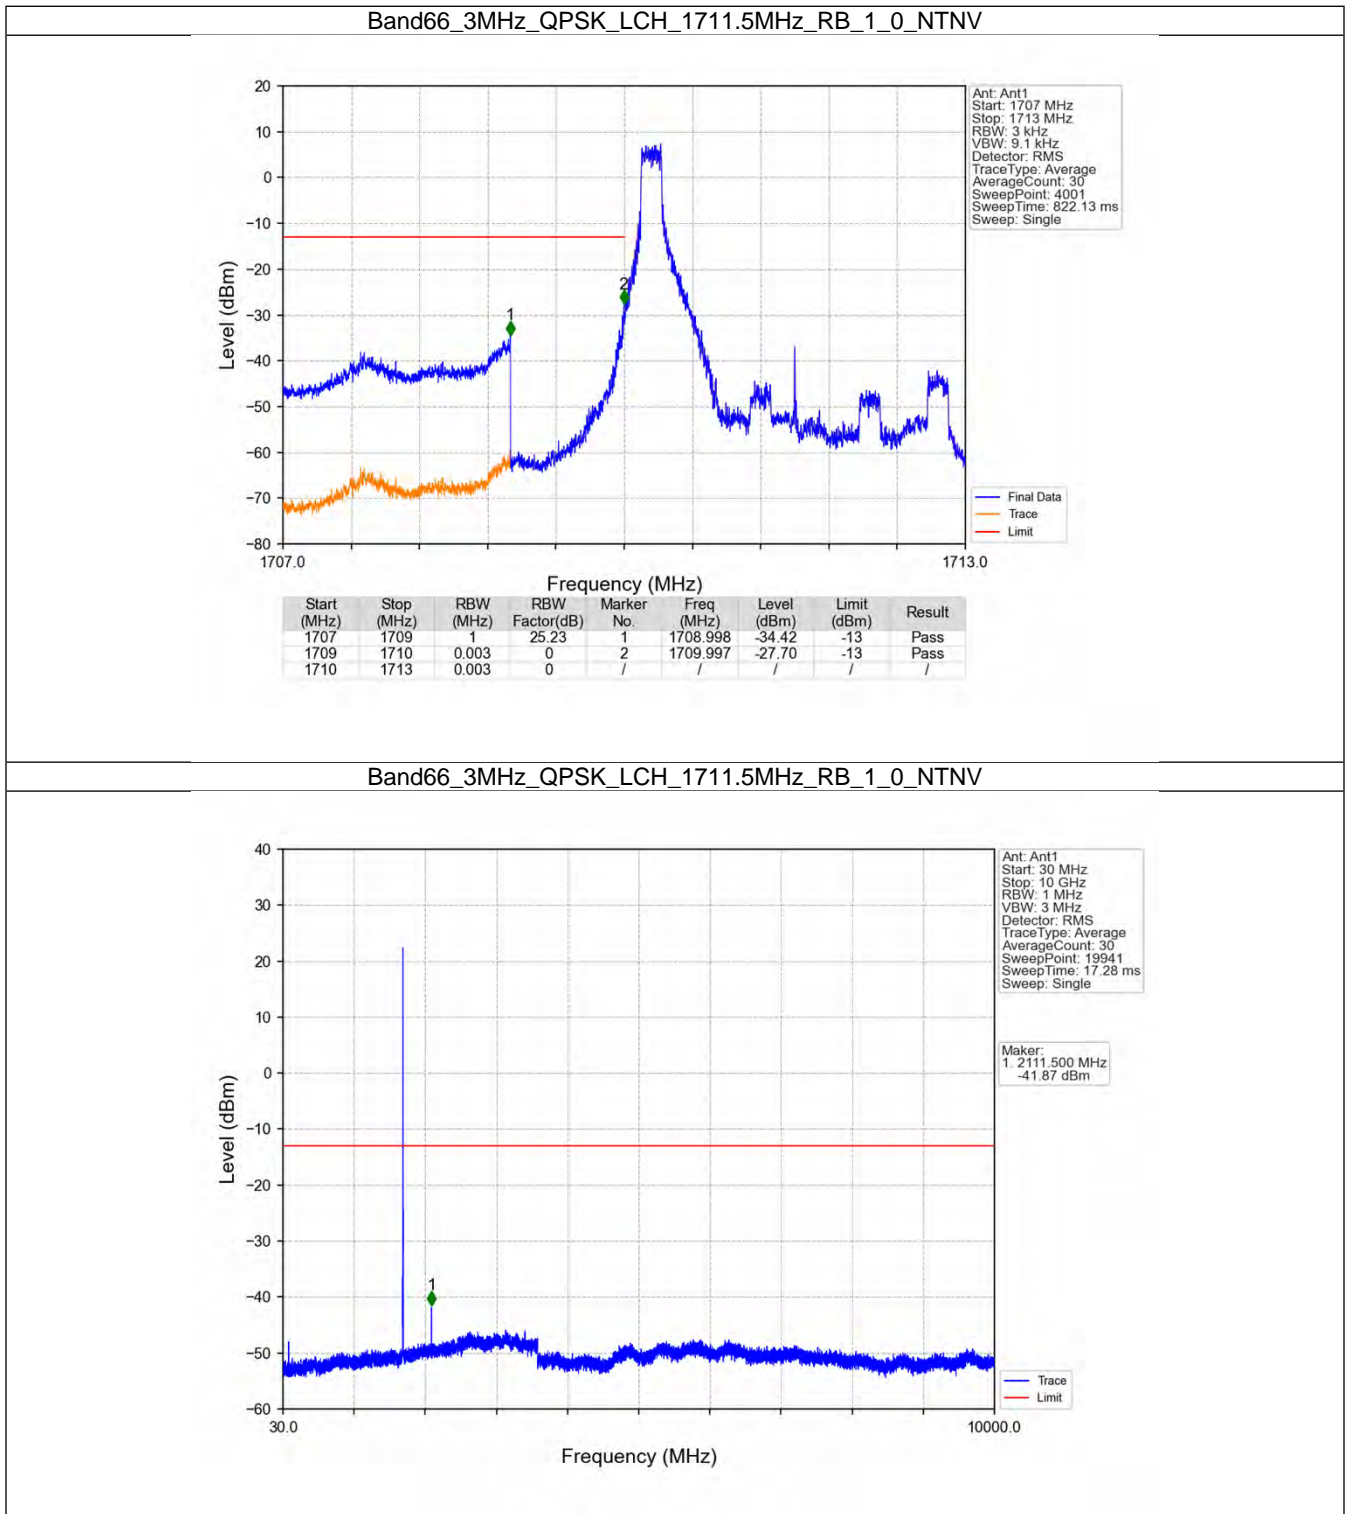 Band66_3MHz_QPSK_LCH_1711.5MHz_RB_1_0_NTNV
20
10
0
−10
−20
−30
−40
−50
−60
−70
−80
Level (dBm)
1
2
1707.0
1713.0
Frequency (MHz)
Ant: Ant1
Start: 1707 MHz
Stop: 1713 MHz
RBW: 3 kHz
VBW: 9.1 kHz
Detector: RMS
TraceType: Average
AverageCount: 30
SweepPoint: 4001
SweepTime: 822.13 ms
Sweep: Single
Final Data
Trace
Limit
Start (MHz) Stop (MHz) RBW (MHz) RBW Factor(dB) Marker No. Freq (MHz) Level (dBm) Limit (dBm) Result
1707 1709 1 25.23 1 1708.998 -34.42 -13 Pass
1709 1710 0.003 0 2 1709.997 -27.70 -13 Pass
1710 1713 0.003 0 / / / / /
Band66_3MHz_QPSK_LCH_1711.5MHz_RB_1_0_NTNV
40
30
20
10
0
−10
−20
−30
−40
−50
−60
Level (dBm)
1
30.0
10000.0
Frequency (MHz)
Ant: Ant1
Start: 30 MHz
Stop: 10 GHz
RBW: 1 MHz
VBW: 3 MHz
Detector: RMS
TraceType: Average
AverageCount: 30
SweepPoint: 19941
SweepTime: 17.28 ms
Sweep: Single
Maker:
1. 2111.500 MHz
-41.87 dBm
Trace
Limit